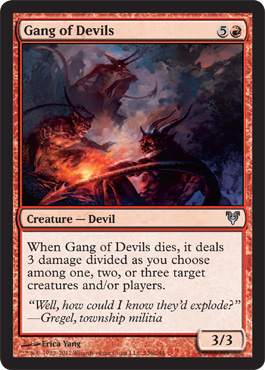 Gang of Devils 5
Creature — Devil
When Gang of Devils dies, it deals
3 damage divided as you choose
among one, two, or three target
creatures and/or players.
“Well, how could I know they’d explode?”
—Gregel, township militia
Erica Yang
3/3